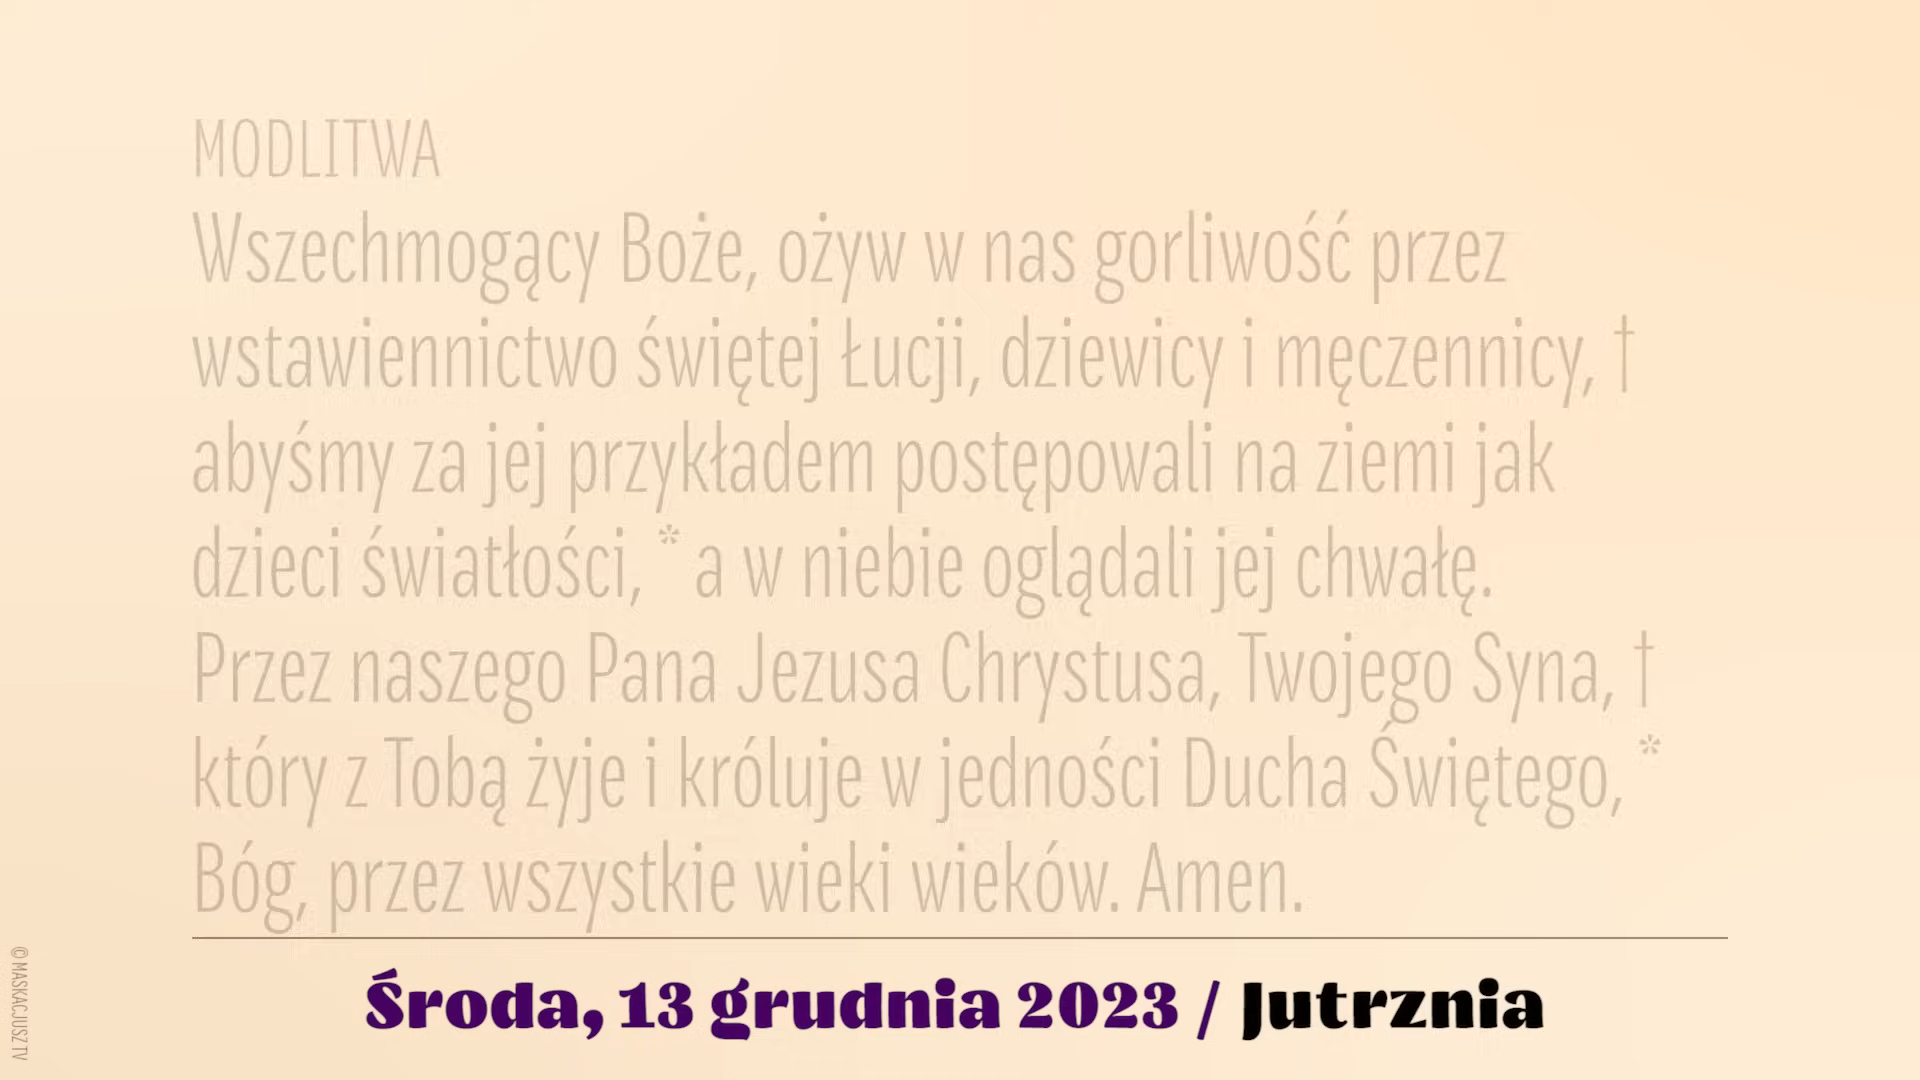 MODLITWA
Wszechmogący Boże, ożyw w nas gorliwość przez
wstawiennictwo świętej Łucji, dziewicy i męczennicy, †
abyśmy za jej przykładem postępowali na ziemi jak
dzieci światłości, * a w niebie oglądali jej chwałę.
Przez naszego Pana Jezusa Chrystusa, Twojego Syna, †
który z Tobą żyje i króluje w jedności Ducha Świętego, *
Bóg, przez wszystkie wieki wieków. Amen.
Środa, 13 grudnia 2023 / Jutrznia
© MASKACJUSZ TV